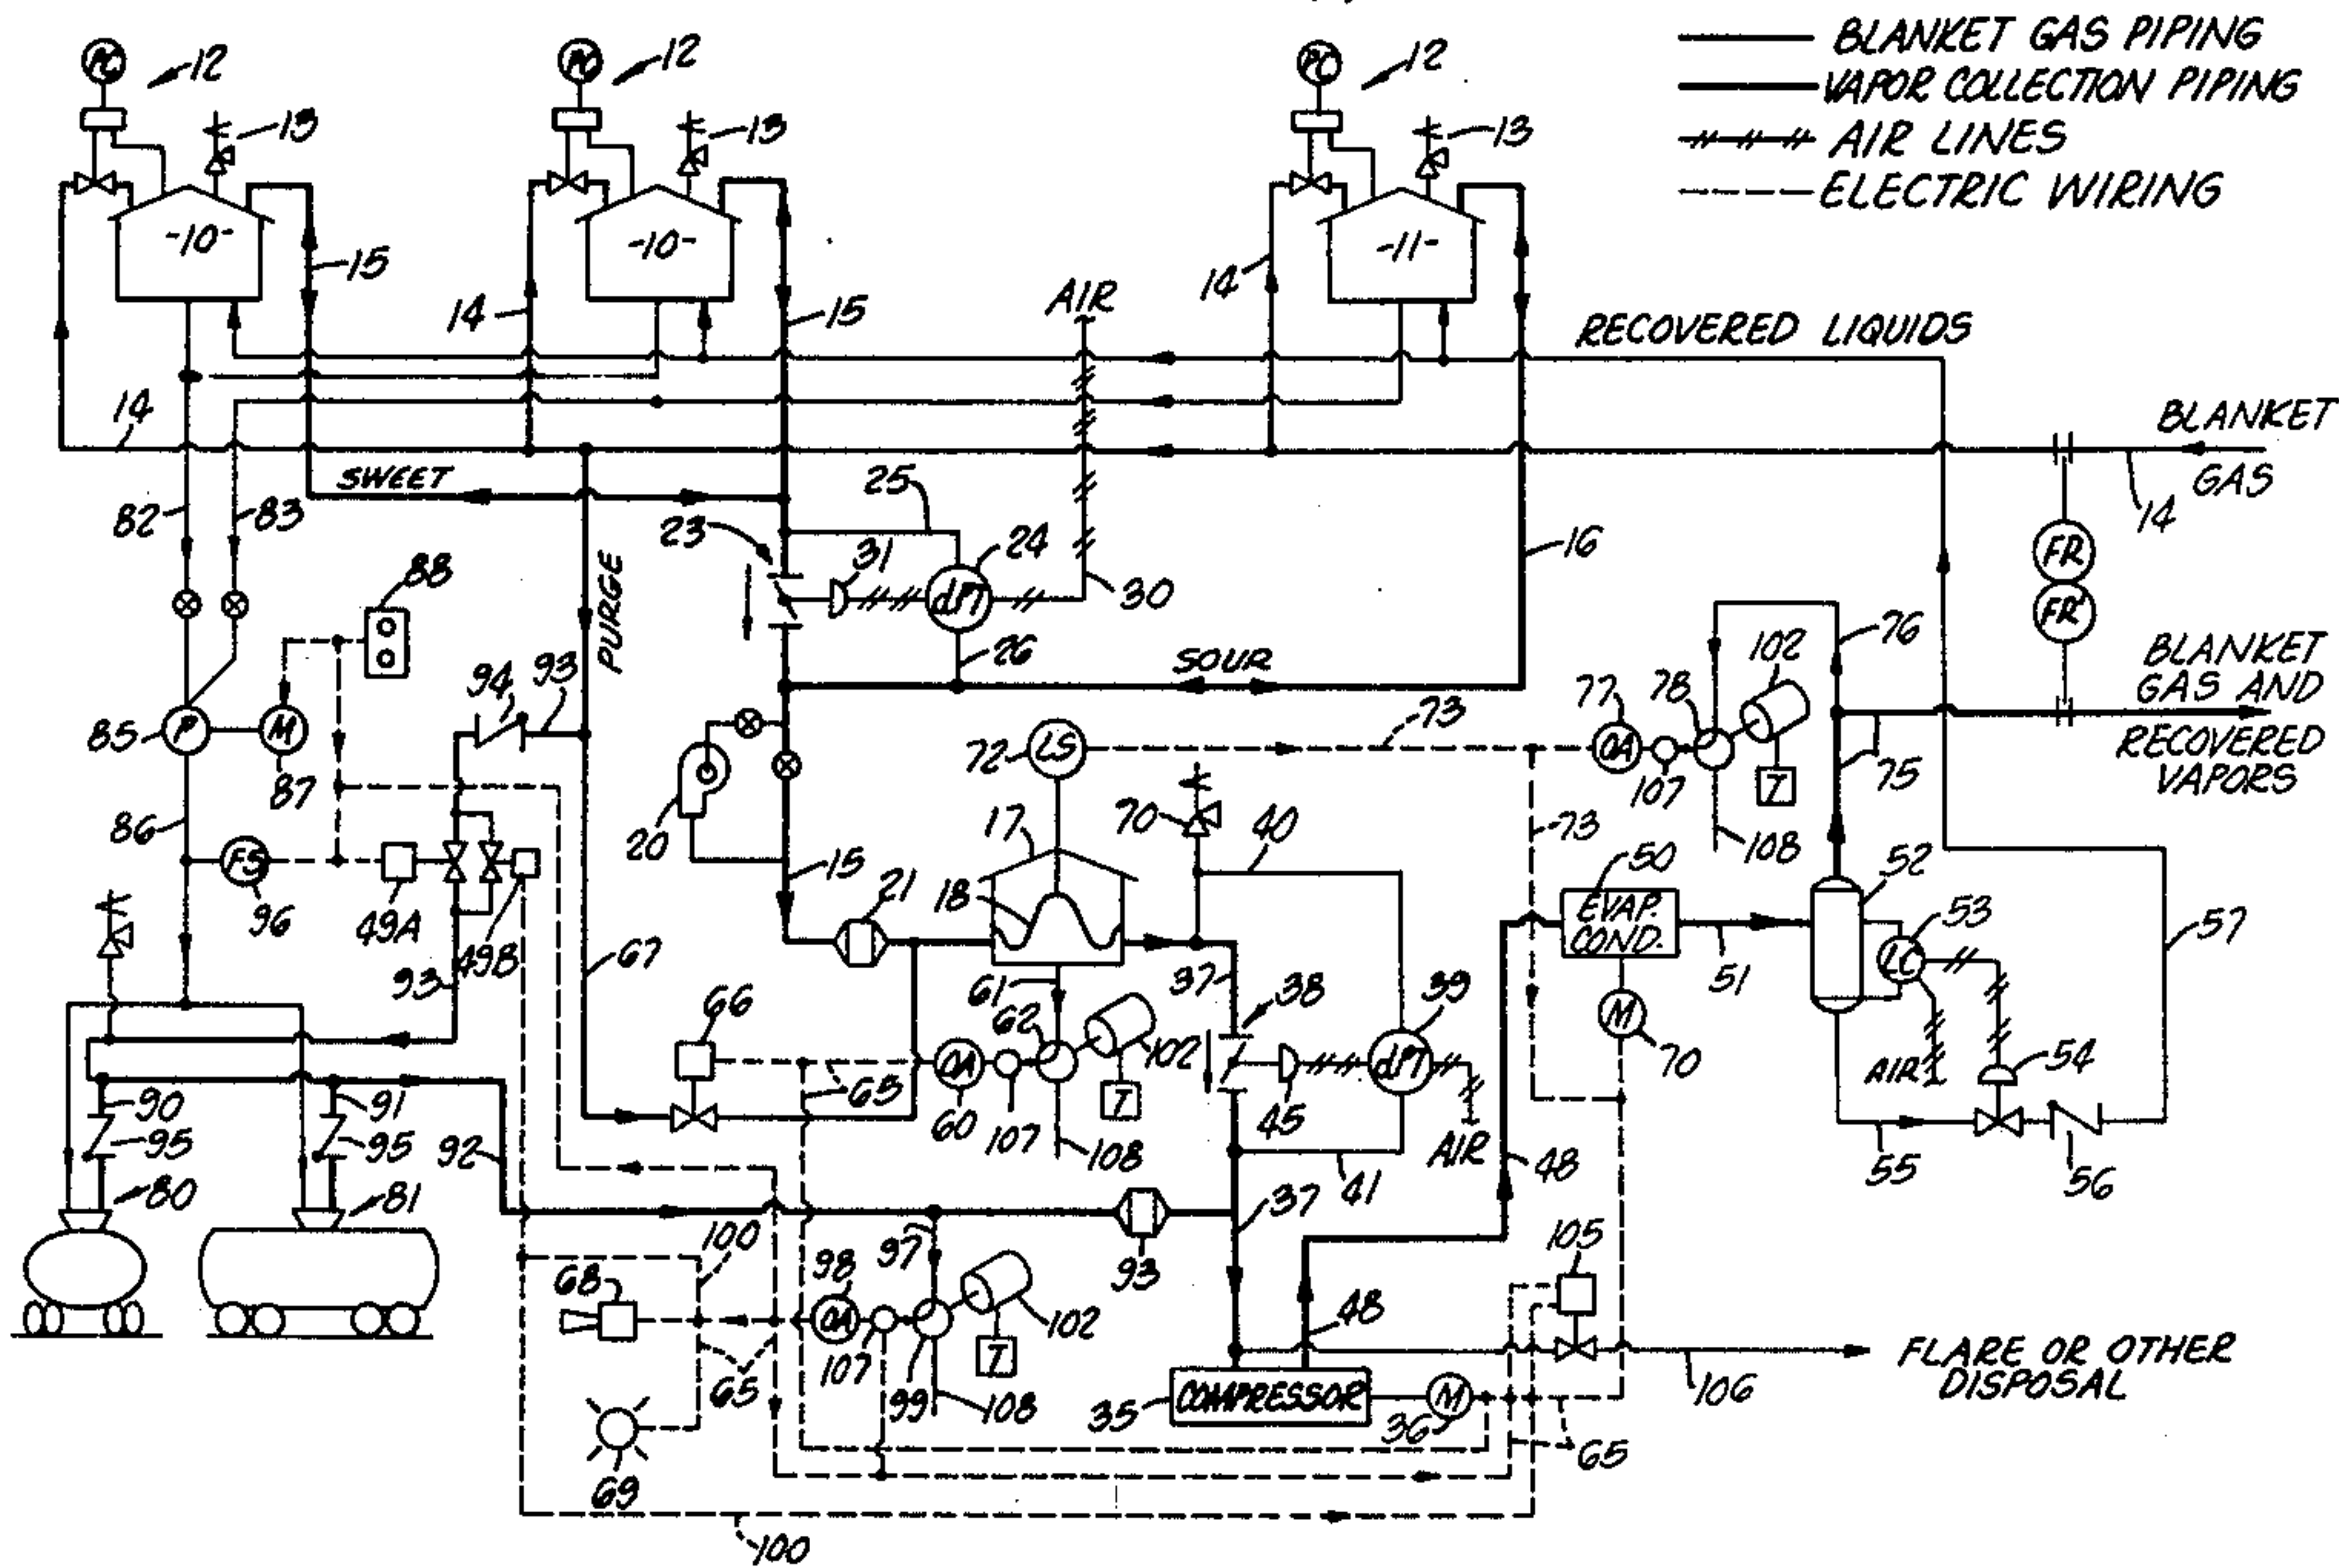 BLANKET GAS PIPING
VAPOR COLLECTION PIPING
AIR LINES
ELECTRIC WIRING
PC 12 PC 12 PC 12
13 13 13
-10- -10- -11-
15 14 15 14
AIR
RECOVERED LIQUIDS
14
BLANKET
GAS
14
SWEET
25
82 83 23 31 24 30 16
dPT
FR
FR
88
PURGE
26
SOUR
94 93
76
102
BLANKET
GAS AND
RECOVERED
VAPORS
85 P M 87
72 LS 73
77 78
OA
107 T 75
108
86
20
17 70 40
73
50
EVAP.
COND.
52
53
LC
FS
96
49A 49B
15
21
18
51
57
93
67
61
37
38
39
M
70
AIR
54
66
62
102
65
OA
60 107 T
108
45
dPT
AIR
90 91
95 95
92
80 81
41
48
55 56
100
97
93
37
105
68
98
OA
102
107
T
48
65
99 108
35 COMPRESSOR M 36
106
FLARE OR OTHER
DISPOSAL
65
69
100